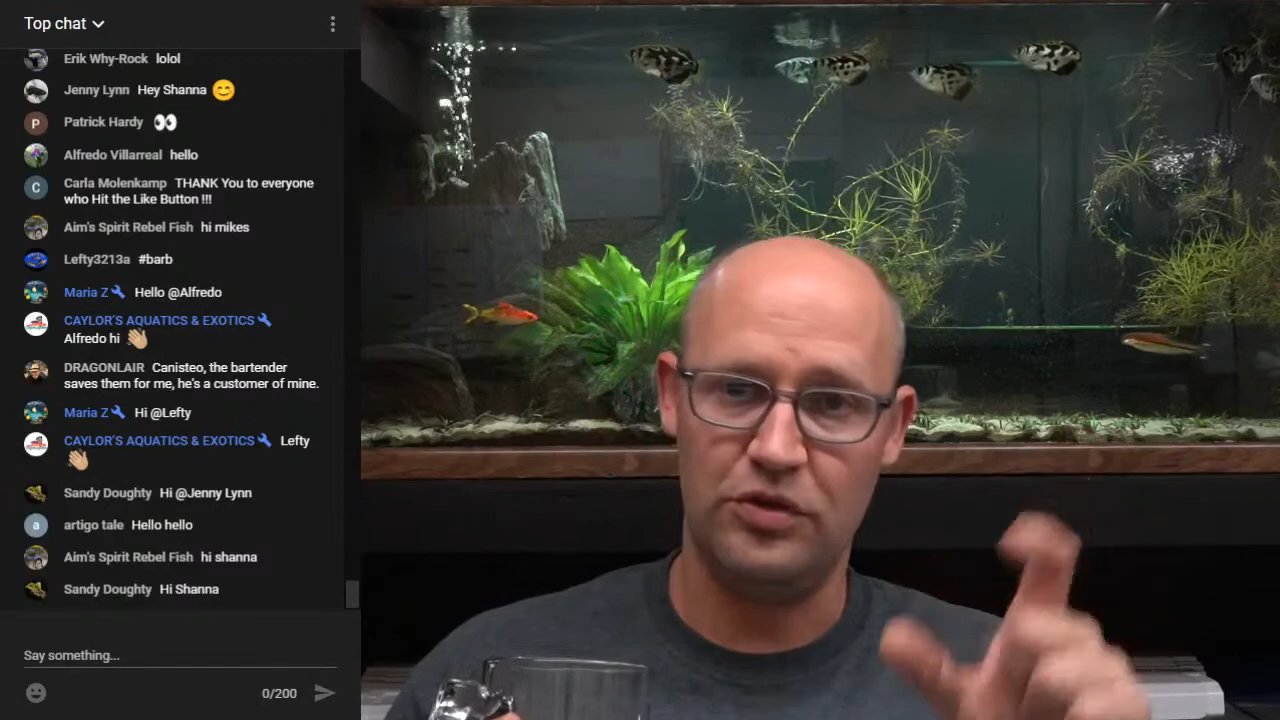 Top chat
Erik Why-Rock lolol
Jenny Lynn Hey Shanna 😊
P Patrick Hardy 👀
Alfredo Villarreal hello
C Carla Molenkamp THANK You to everyone
who Hit the Like Button !!!
Aim's Spirit Rebel Fish hi mikes
Lefty3213a #barb
Maria Z Hello @Alfredo
CAYLOR'S AQUATICS & EXOTICS
Alfredo hi 👋🏼
DRAGONLAIR Canisteo, the bartender
saves them for me, he's a customer of mine.
Maria Z Hi @Lefty
CAYLOR'S AQUATICS & EXOTICS Lefty
👋🏼
Sandy Doughty Hi @Jenny Lynn
a artigo tale Hello hello
Aim's Spirit Rebel Fish hi shanna
Sandy Doughty Hi Shanna
Say something...
0/200